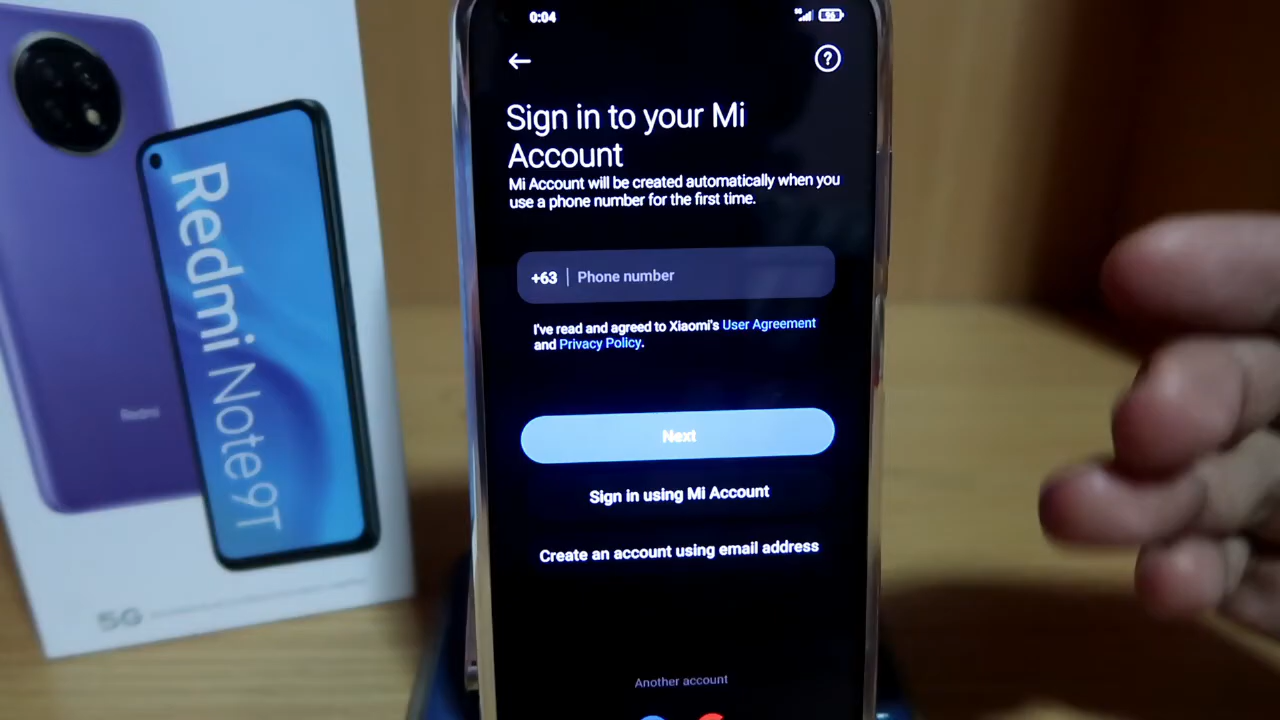 0:04
Sign in to your Mi
Account
Mi Account will be created automatically when you
use a phone number for the first time.
+63 Phone number
I've read and agreed to Xiaomi's User Agreement
and Privacy Policy.
Next
Sign in using Mi Account
Create an account using email address
Another account
Redmi Note 9T
Redmi
5G